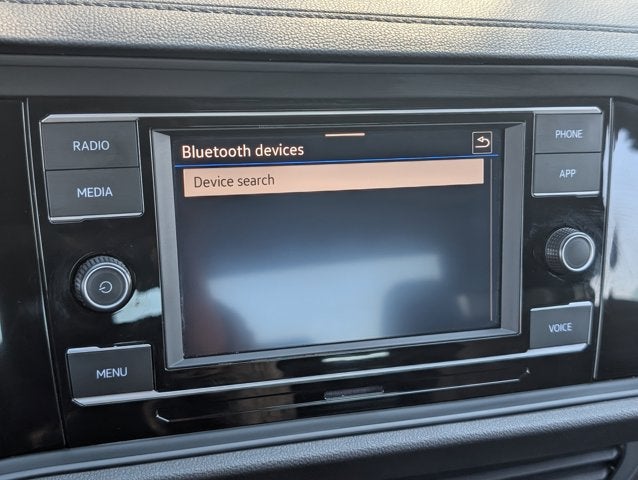 RADIO
MEDIA
MENU
Bluetooth devices
Device search
PHONE
APP
VOICE